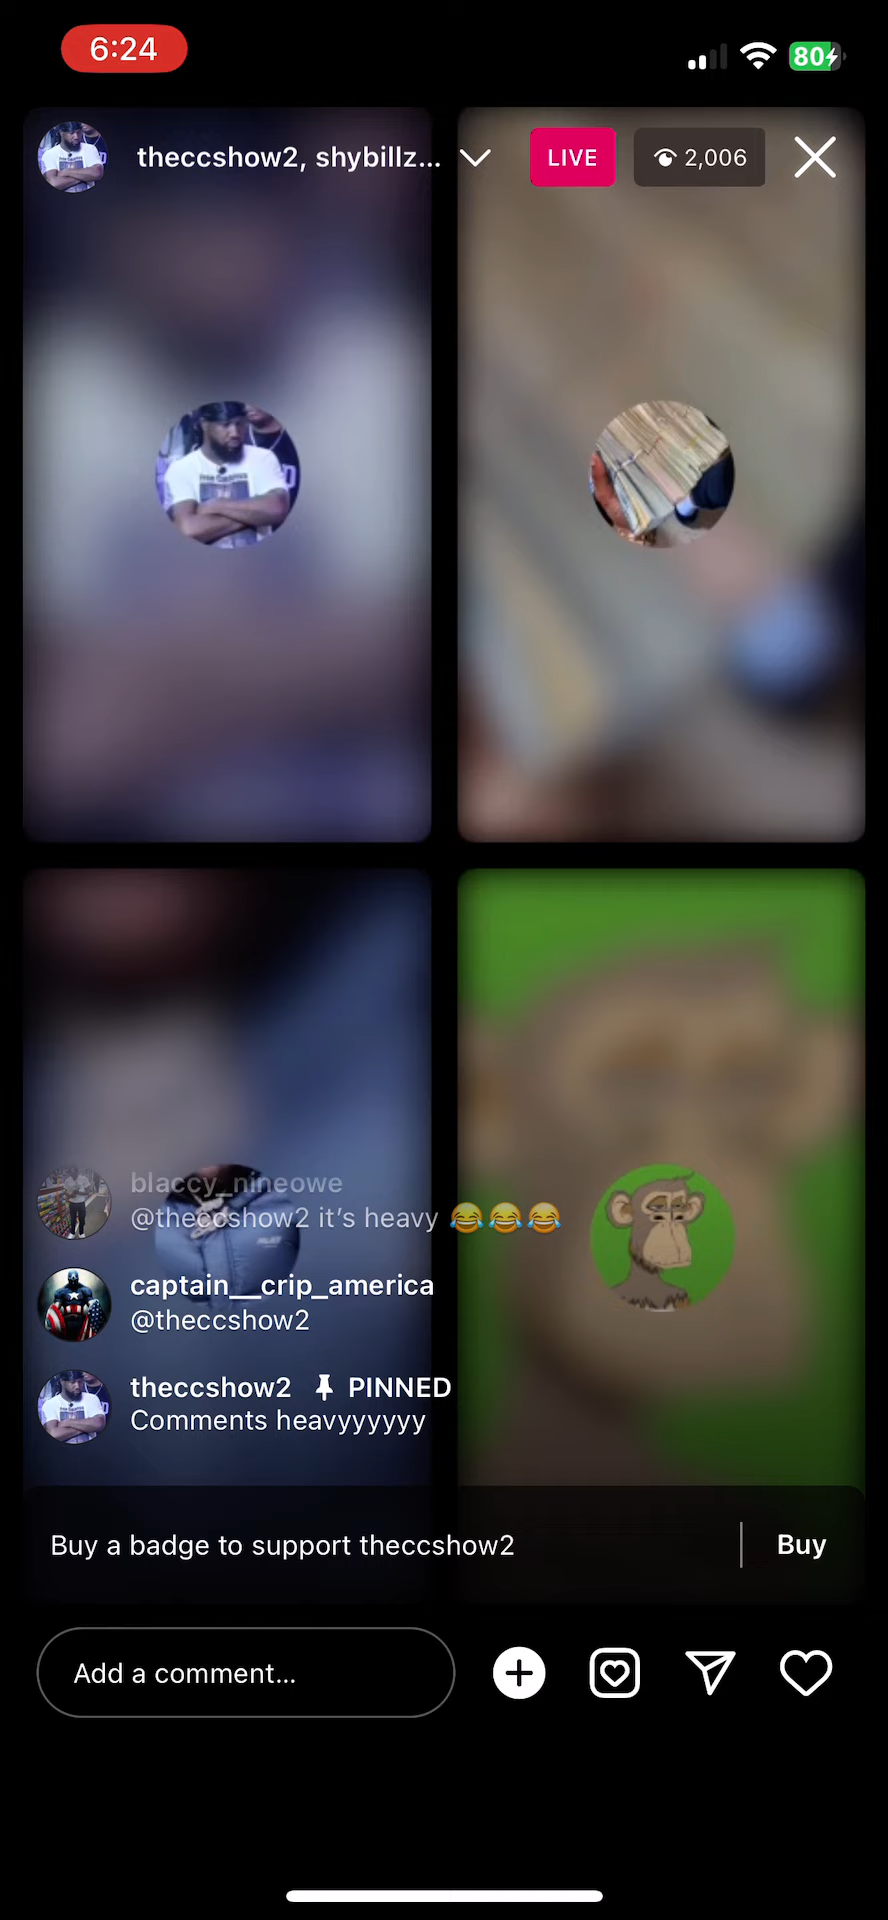 6:24
80
theccshow2, shybillz...
LIVE
2,006
blaccy_nineowe
@theccshow2 it’s heavy 😂😂😂
captain__crip_america
@theccshow2
theccshow2 PINNED
Comments heavyyyyyy
Buy a badge to support theccshow2
Buy
Add a comment...